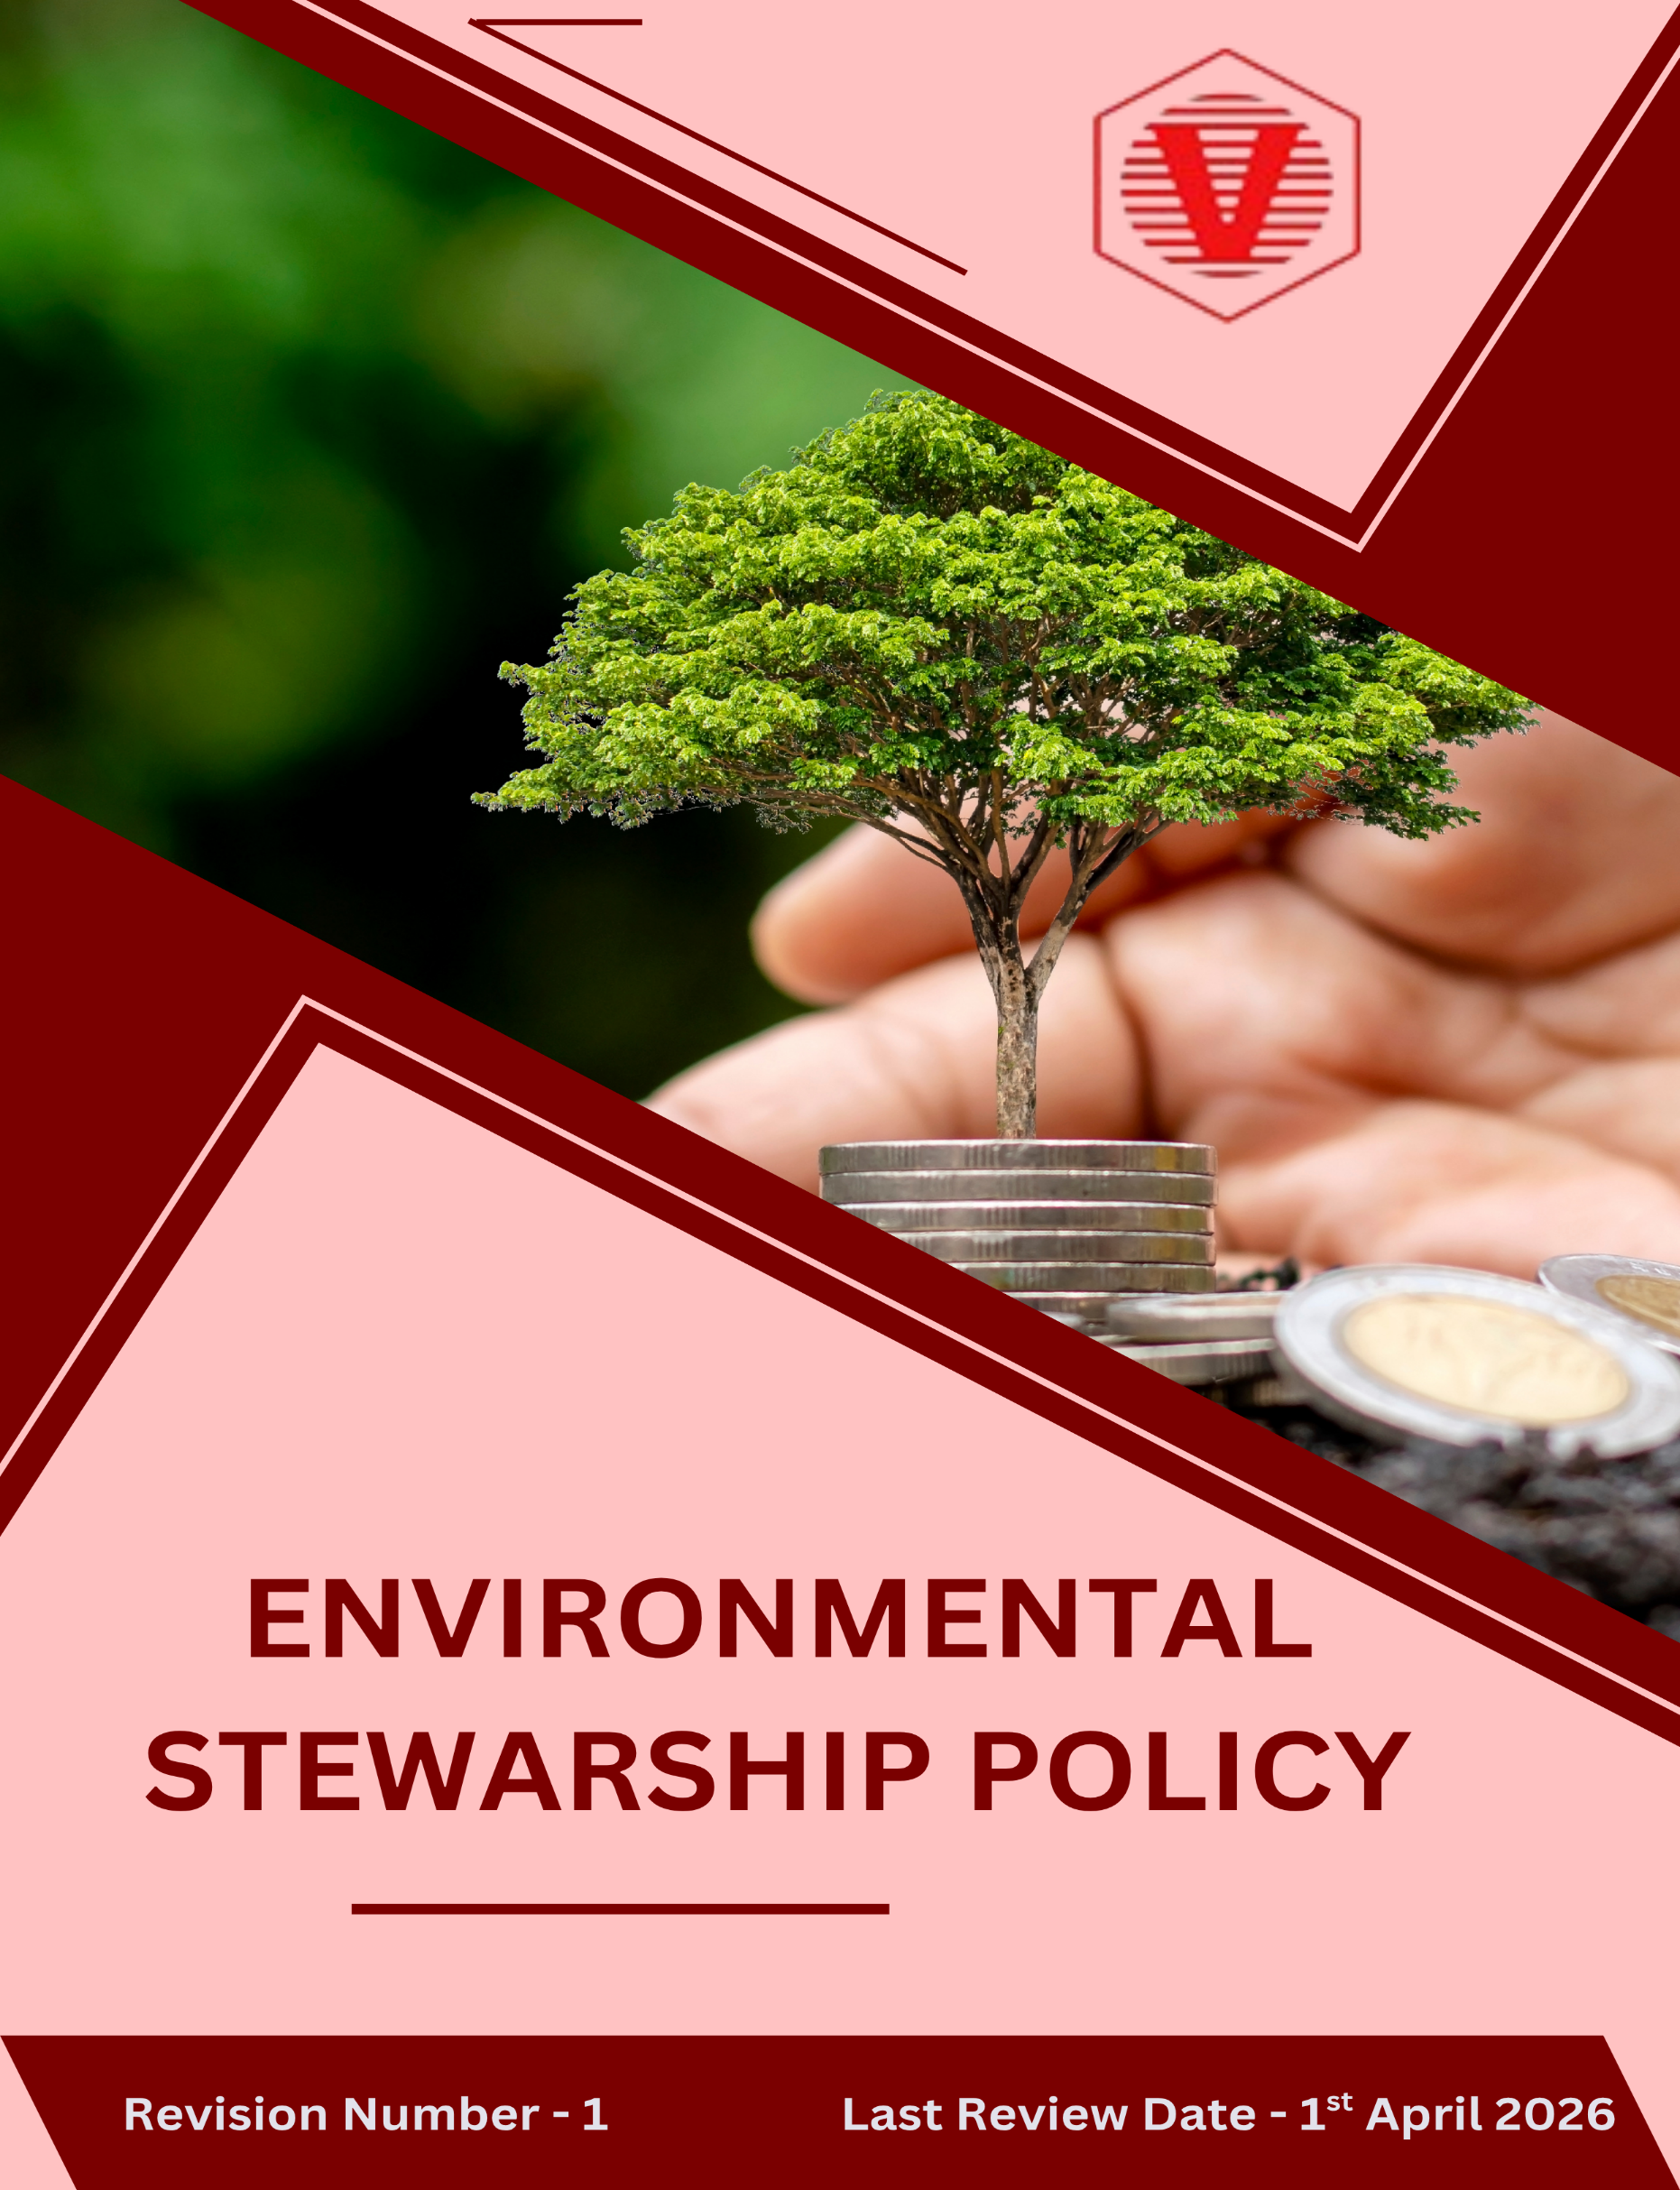 V
ENVIRONMENTAL
STEWARSHIP POLICY
Revision Number - 1
Last Review Date - 1st April 2026